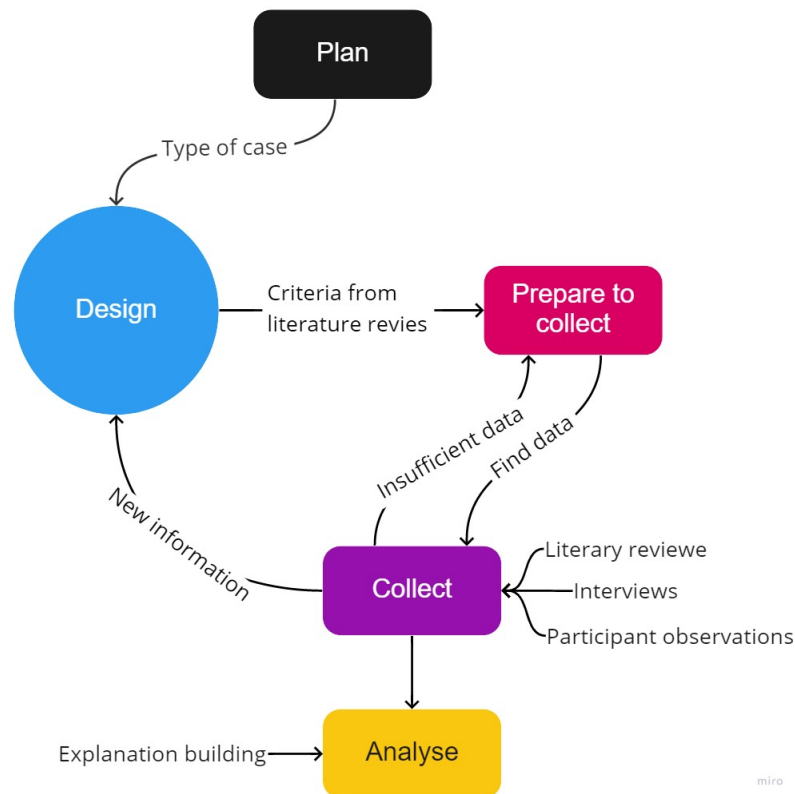 Plan
Type of case
Design
Criteria from
literature revies
Prepare to
collect
Insufficient data
Find data
New information
Collect
Literary reviewe
Interviews
Participant observations
Explanation building
Analyse
miro